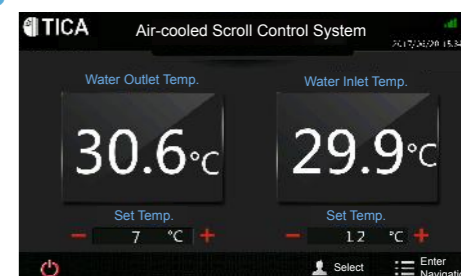 TICA
Air-cooled Scroll Control System
Water Outlet Temp.
Water Inlet Temp.
30.6°C
29.9°C
Set Temp.
Set Temp.
− 7 °C +
− 12 °C +
Select
Enter